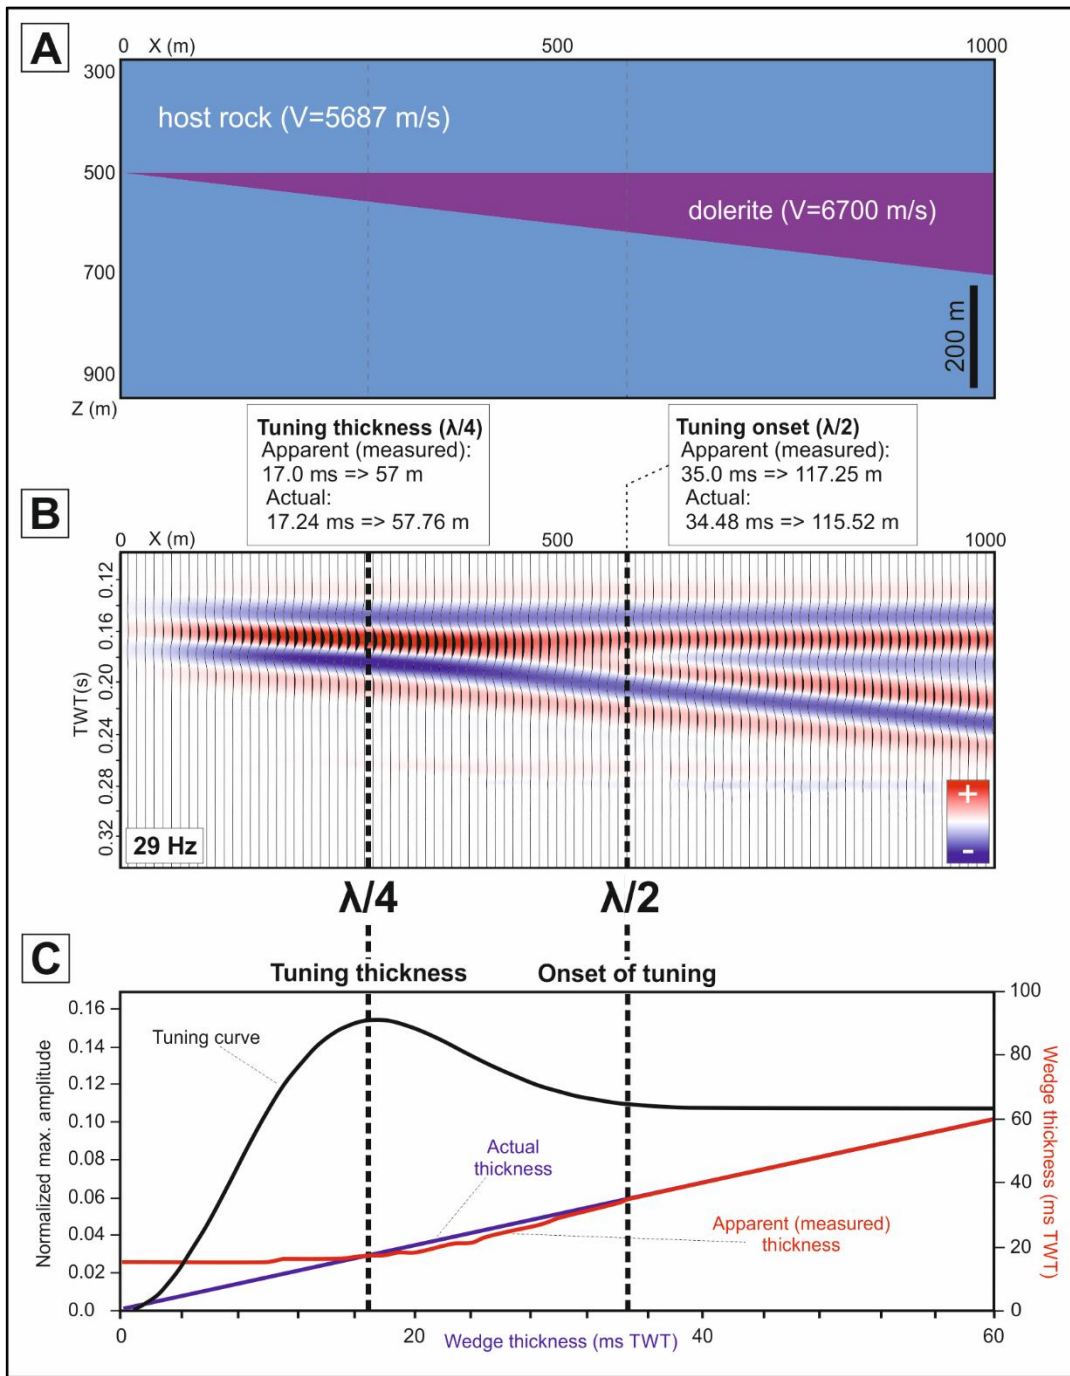 A
0 X (m) 500 1000
300
host rock (V=5687 m/s)
500
dolerite (V=6700 m/s)
700
200 m
900
Z (m)
Tuning thickness (λ/4)
Apparent (measured):
17.0 ms => 57 m
Actual:
17.24 ms => 57.76 m
Tuning onset (λ/2)
Apparent (measured):
35.0 ms => 117.25 m
Actual:
34.48 ms => 115.52 m
B
0 X (m) 500 1000
0.12
0.16
0.20
0.24
0.28
0.32
TWT(s)
+
-
29 Hz
λ/4 λ/2
C
Tuning thickness Onset of tuning
0.16
0.14
0.12
0.10
0.08
0.06
0.04
0.02
0.0
Normalized max. amplitude
Tuning curve
Actual
thickness
Apparent (measured)
thickness
100
80
60
40
20
0
Wedge thickness (ms TWT)
0 20 40 60
Wedge thickness (ms TWT)